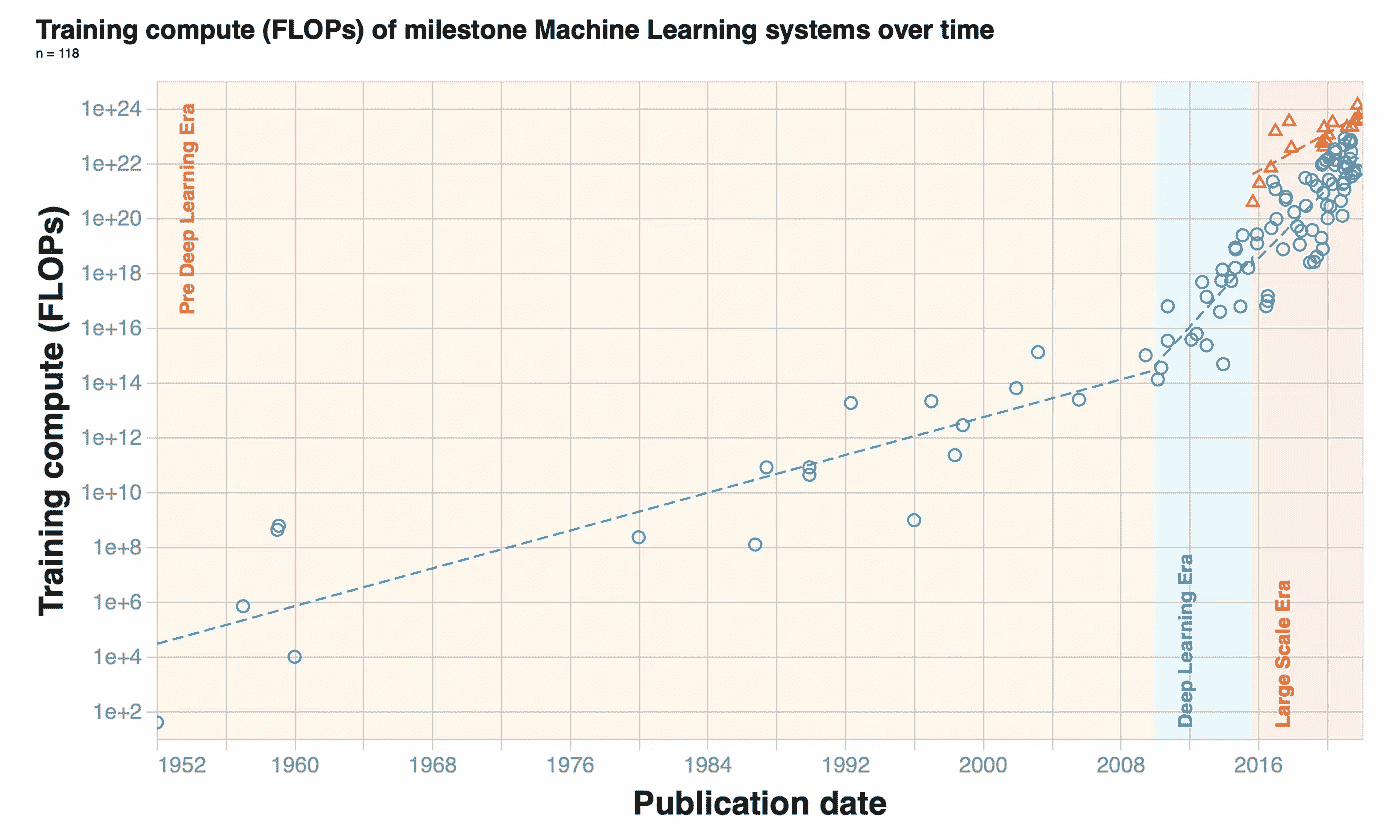 Training compute (FLOPs) of milestone Machine Learning systems over time
n = 118
Training compute (FLOPs)
1e+24
1e+22
1e+20
1e+18
1e+16
1e+14
1e+12
1e+10
1e+8
1e+6
1e+4
1e+2
Pre Deep Learning Era
Deep Learning Era
Large Scale Era
1952 1960 1968 1976 1984 1992 2000 2008 2016
Publication date